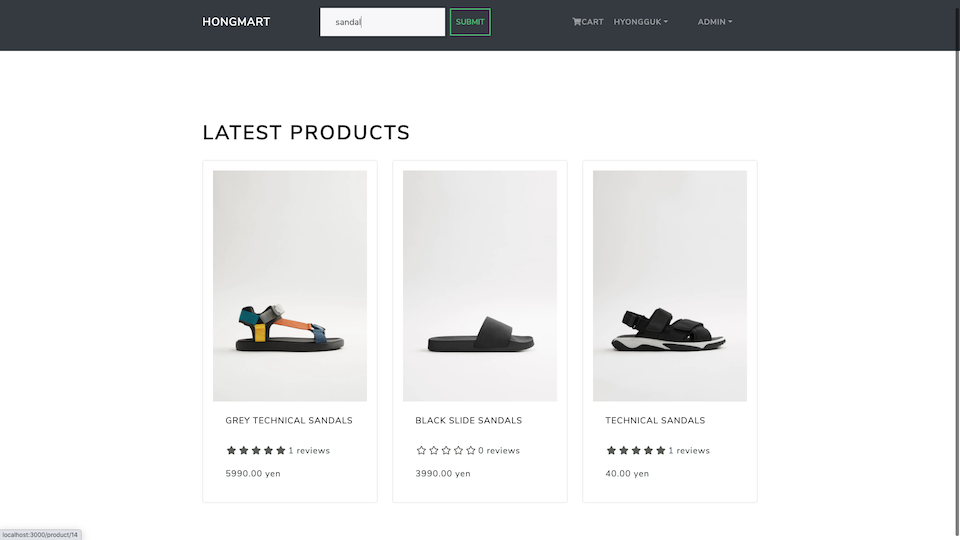 HONGMART
sandal
SUBMIT
CART
HYONGGUK
ADMIN
LATEST PRODUCTS
GREY TECHNICAL SANDALS
1 reviews
5990.00 yen
BLACK SLIDE SANDALS
0 reviews
3990.00 yen
TECHNICAL SANDALS
1 reviews
40.00 yen
localhost:3000/product/14